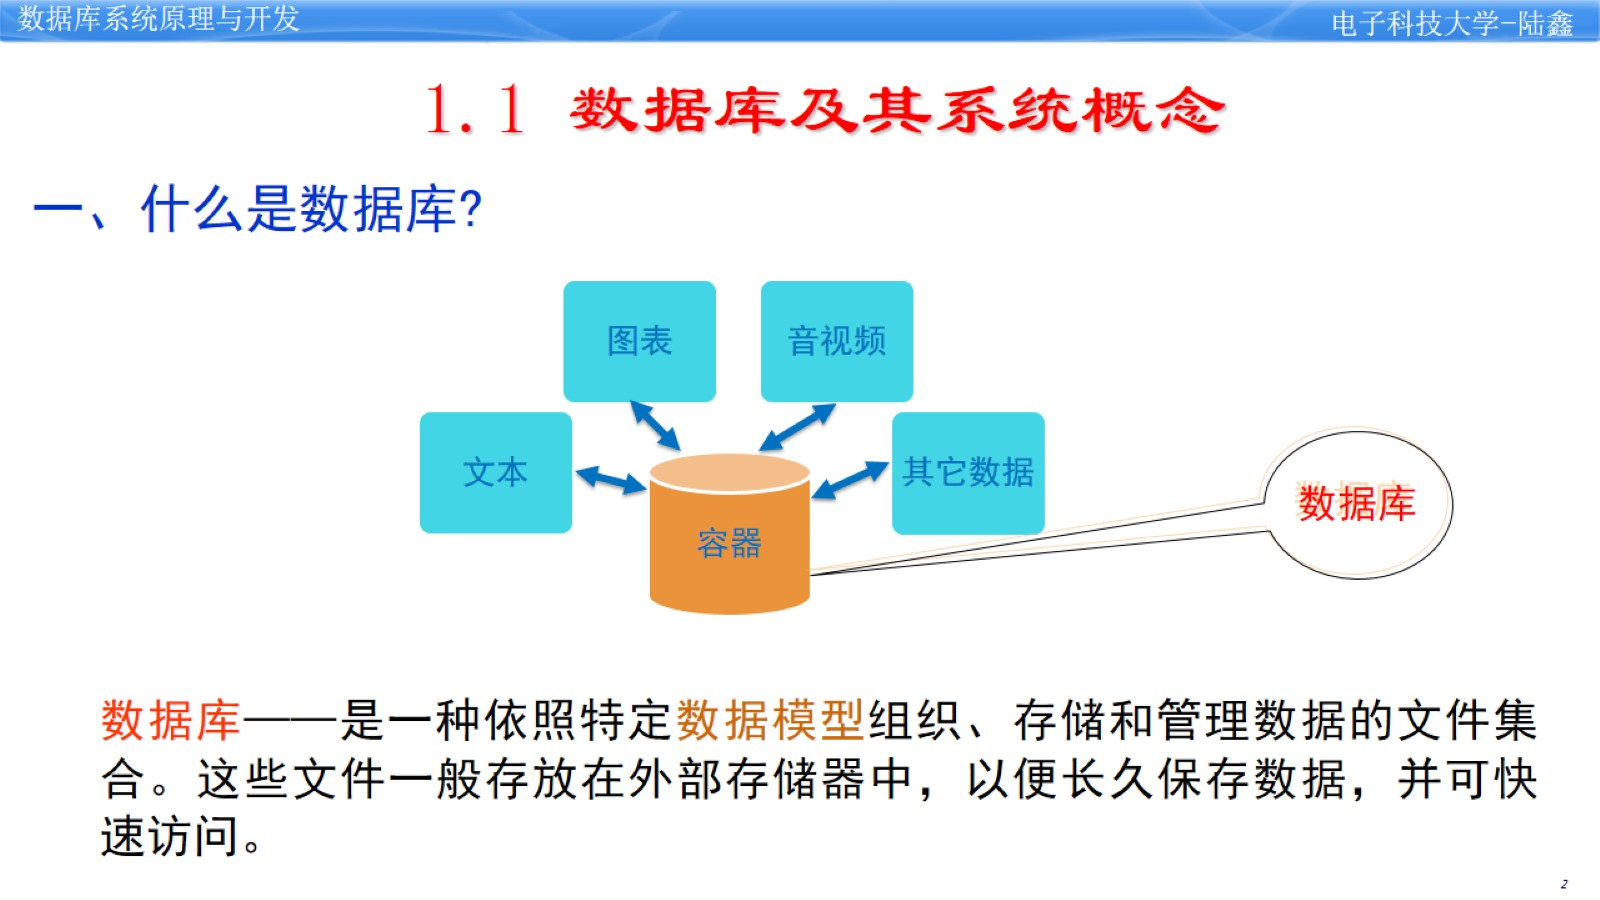 数据库系统原理与开发
电子科技大学-陆鑫
1.1 数据库及其系统概念
一、什么是数据库?
图表
音视频
文本
其它数据
容器
数据库
数据库——是一种依照特定数据模型组织、存储和管理数据的文件集
合。这些文件一般存放在外部存储器中，以便长久保存数据，并可快
速访问。
2